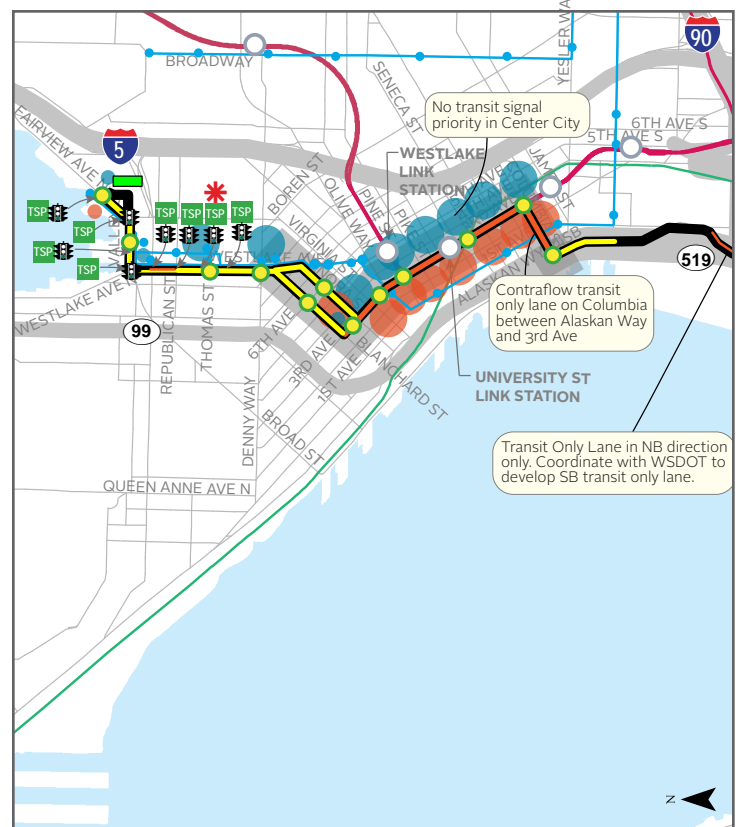 YESLER WA
90
BROADWAY
SENECA ST
No transit signal
priority in Center City
6TH AVE S
5TH AVE S
FAIRVIEW AVE
5
WESTLAKE
LINK
STATION
BOREN ST
PINE ST
OLIVE WAY
VIRGINIA ST
TSP
TSP
TSP
TSP
TSP
TSP
TSP
TSP
WESTLAKE AVE N
99
REPUBLICAN ST
THOMAS ST
6TH AVE
3RD AVE
1ST AVE
BLANCHARD ST
DENNY WAY
BROAD ST
QUEEN ANNE AVE N
519
Contraflow transit
only lane on Columbia
between Alaskan Way
and 3rd Ave
UNIVERSITY ST
LINK STATION
Transit Only Lane in NB direction
only. Coordinate with WSDOT to
develop SB transit only lane.
N